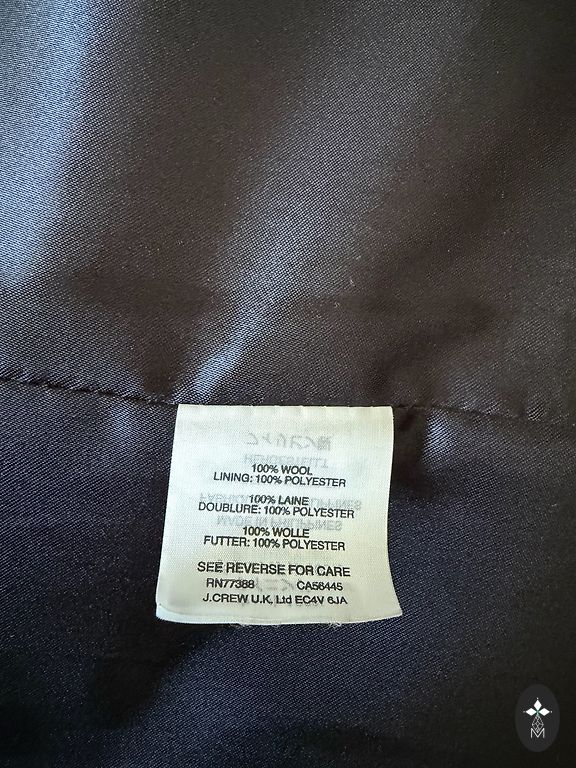 100% WOOL
LINING: 100% POLYESTER
100% LAINE
DOUBLURE: 100% POLYESTER
100% WOLLE
FUTTER: 100% POLYESTER
SEE REVERSE FOR CARE
RN77388 CA56445
J.CREW U.K, Ltd EC4V 6JA
M